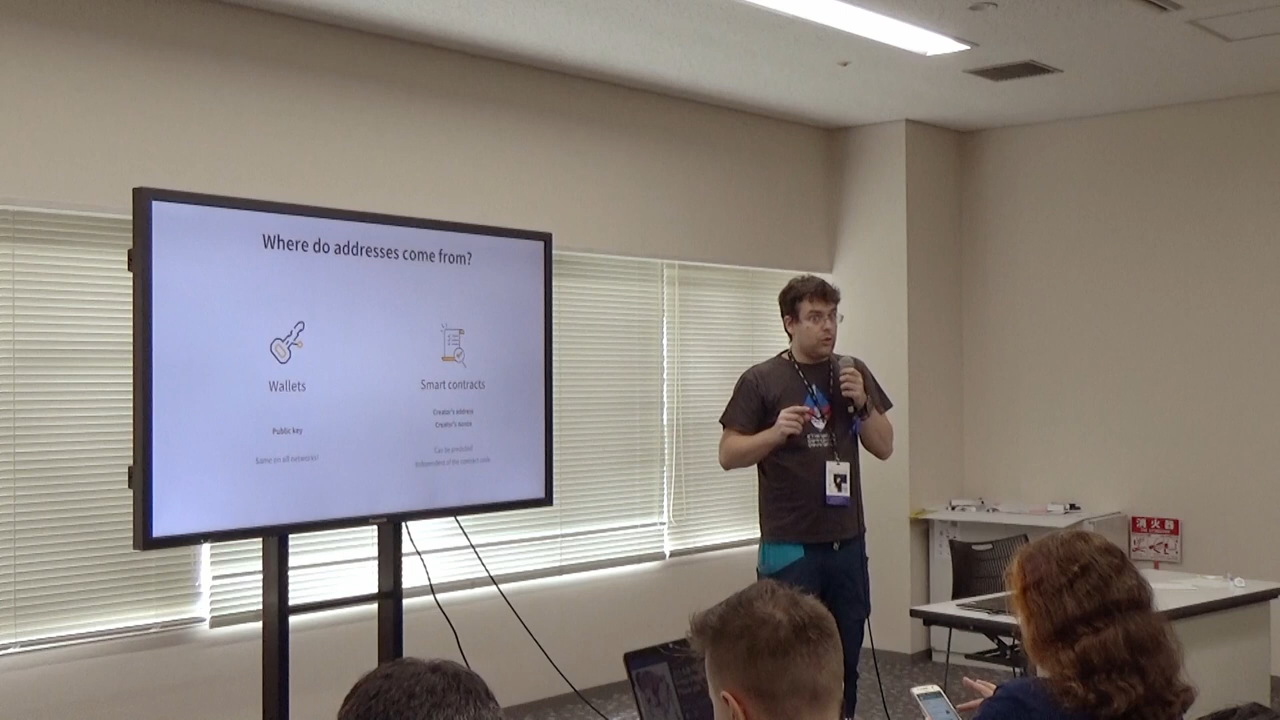 Where do addresses come from?
Wallets
Public key
Same on all networks!
Smart contracts
Creator's address
Creator's nonce
Can be predicted
Independent of the contract code
Panasonic
消火器